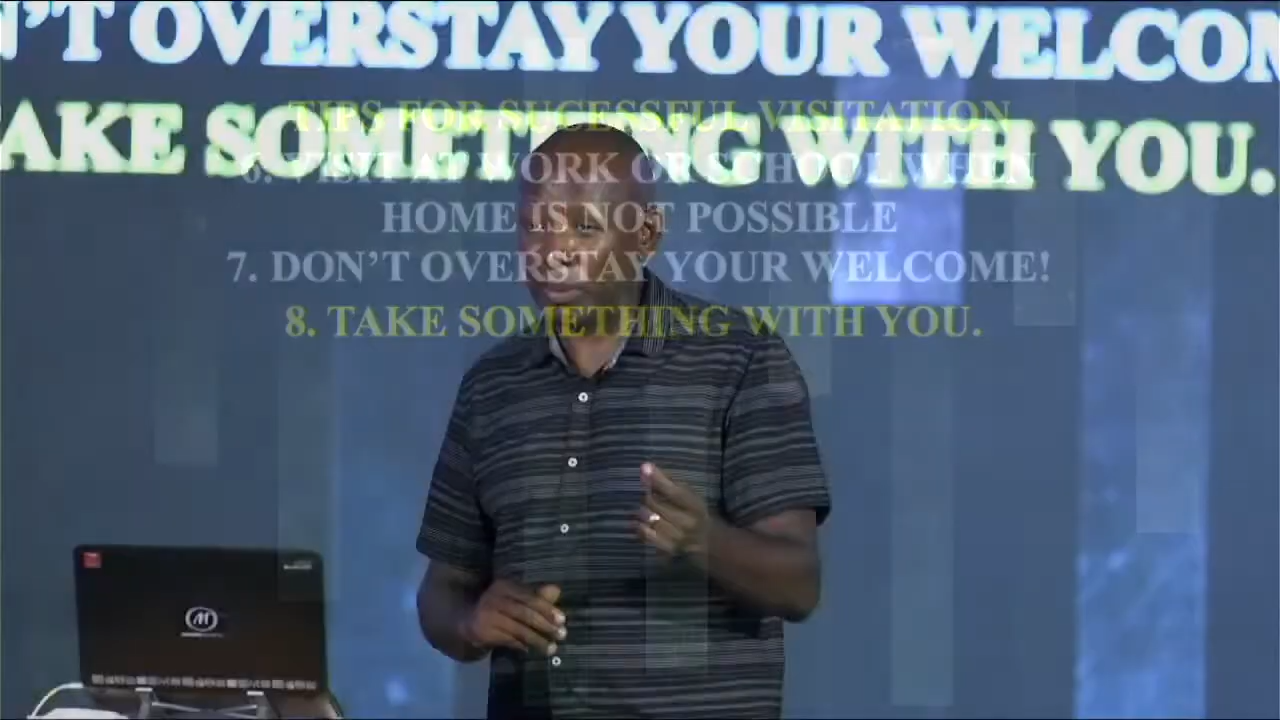 N'T OVERSTAY YOUR WELCOM
TAKE SOMETHING WITH YOU.
TIPS FOR SUCESSFUL VISITATION
6. VISIT AT WORK OR SCHOOL WHEN
HOME IS NOT POSSIBLE
7. DON'T OVERSTAY YOUR WELCOME!
8. TAKE SOMETHING WITH YOU.
M